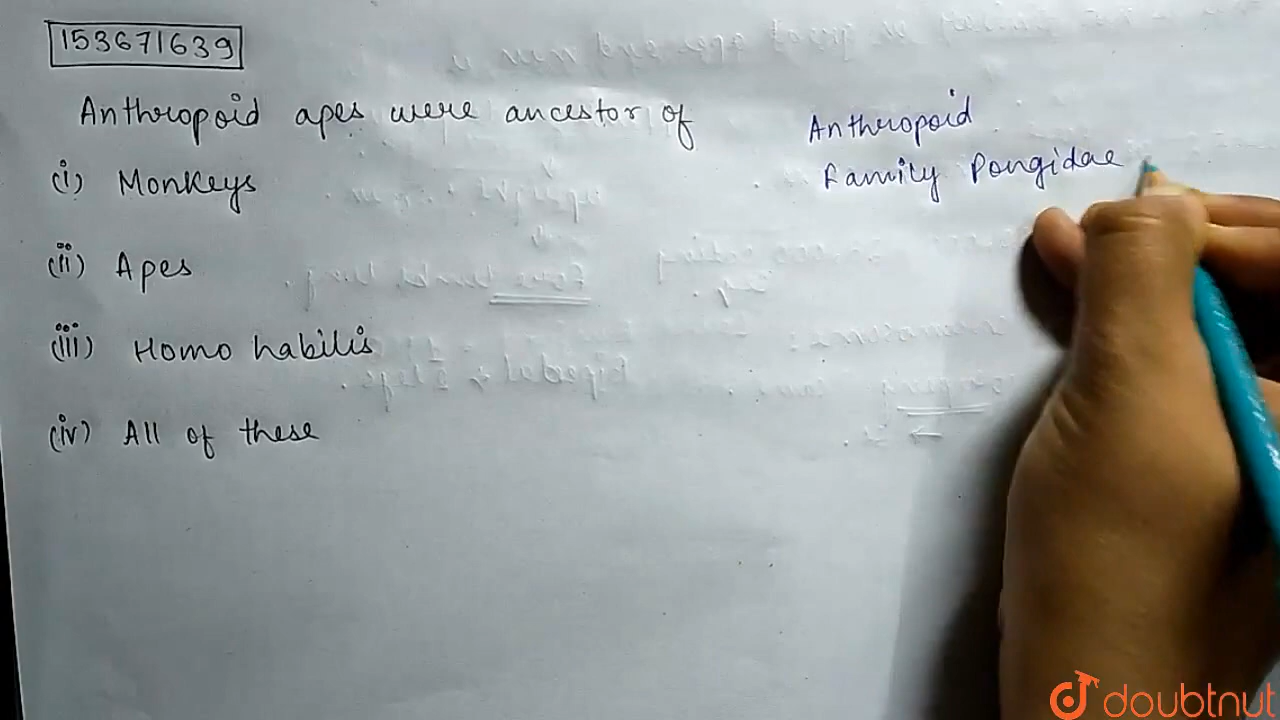 153671639
Anthropoid apes were ancestor of
(i) Monkeys
(ii) Apes
(iii) Homo habilis
(iv) All of these
Anthropoid
Family Pongidae
doubtnut